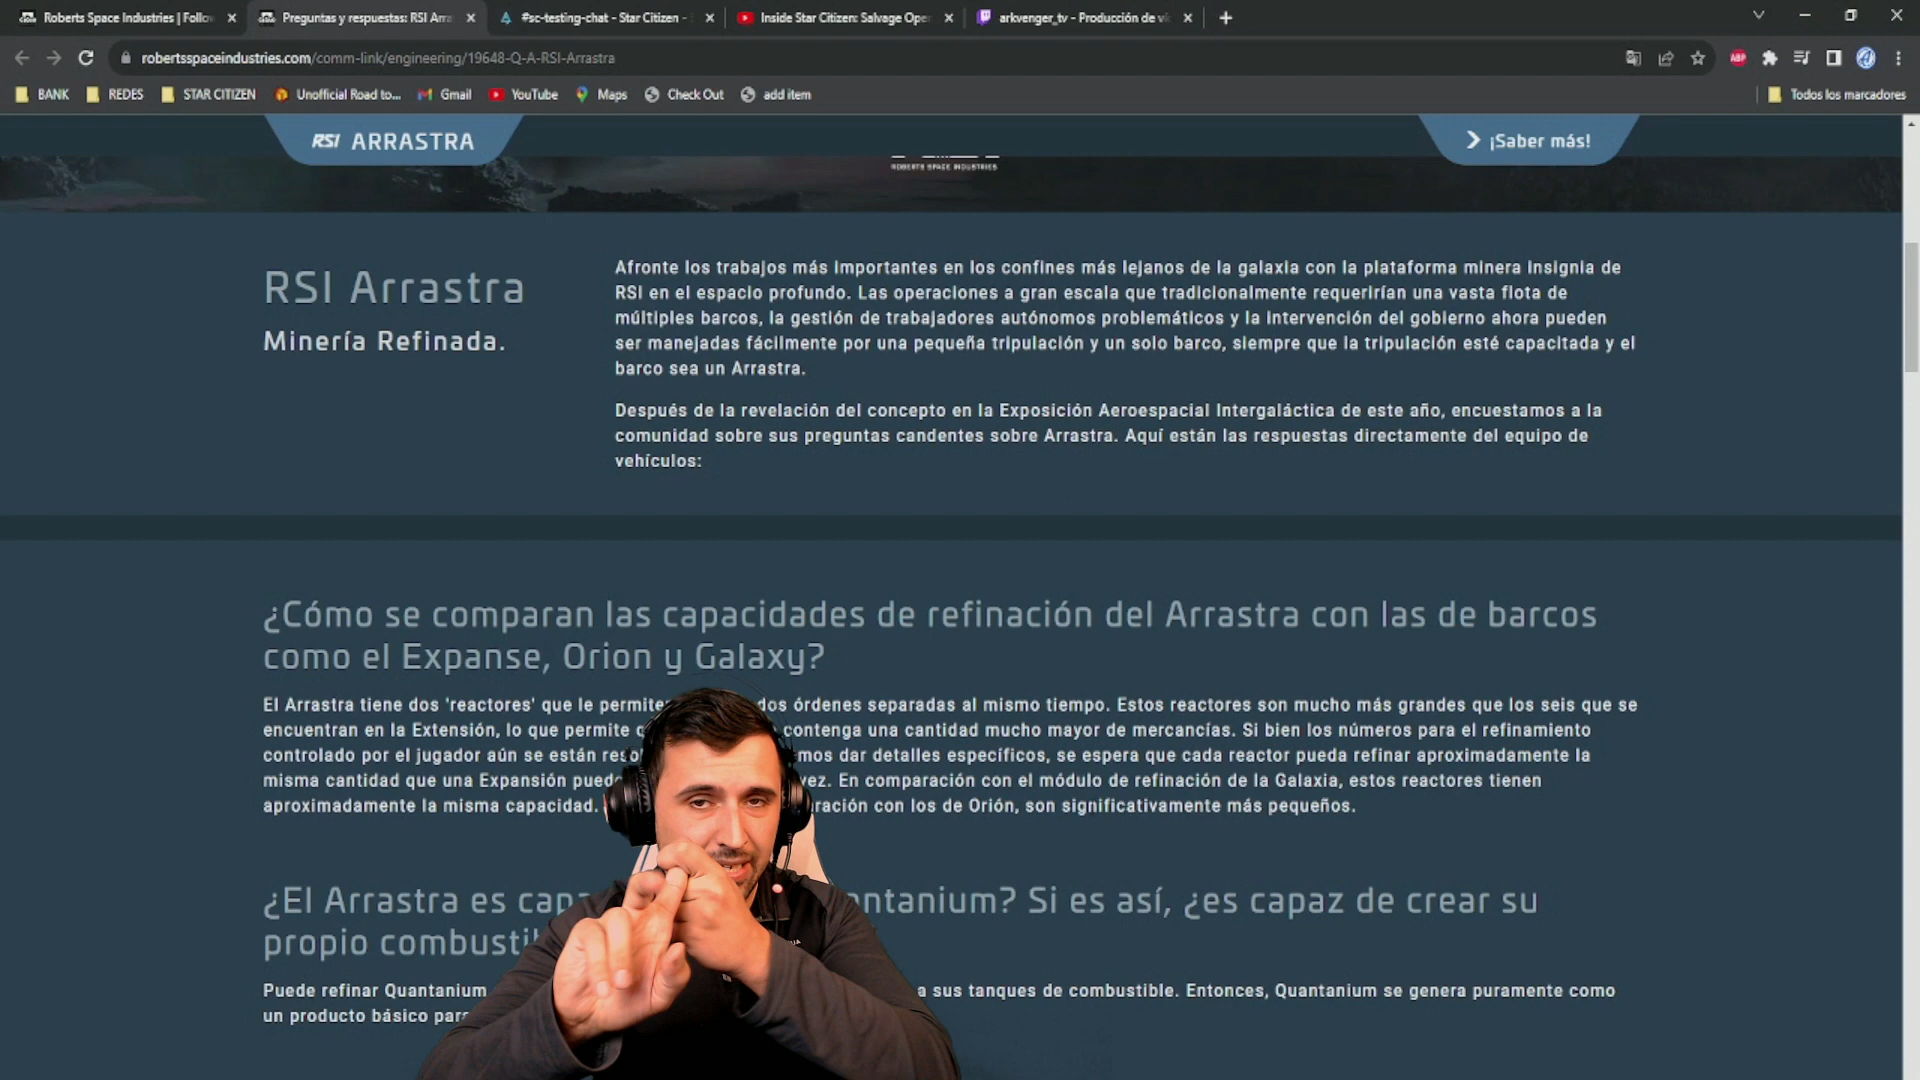 Roberts Space Industries | Follow
Preguntas y respuestas: RSI Arra
#sc-testing-chat - Star Citizen -
Inside Star Citizen: Salvage Oper
arkvenger_tv - Producción de vi
robertsspaceindustries.com/comm-link/engineering/19648-Q-A-RSI-Arrastra
ABP
BANK
REDES
STAR CITIZEN
Unofficial Road to...
Gmail
YouTube
Maps
Check Out
add item
Todos los marcadores
RSI ARRASTRA
¡Saber más!
ROBERTS SPACE INDUSTRIES
RSI Arrastra
Minería Refinada.
Afronte los trabajos más importantes en los confines más lejanos de la galaxia con la plataforma minera insignia de
RSI en el espacio profundo. Las operaciones a gran escala que tradicionalmente requerirían una vasta flota de
múltiples barcos, la gestión de trabajadores autónomos problemáticos y la intervención del gobierno ahora pueden
ser manejadas fácilmente por una pequeña tripulación y un solo barco, siempre que la tripulación esté capacitada y el
barco sea un Arrastra.
Después de la revelación del concepto en la Exposición Aeroespacial Intergaláctica de este año, encuestamos a la
comunidad sobre sus preguntas candentes sobre Arrastra. Aquí están las respuestas directamente del equipo de
vehículos:
¿Cómo se comparan las capacidades de refinación del Arrastra con las de barcos
como el Expanse, Orion y Galaxy?
El Arrastra tiene dos 'reactores' que le permite dos órdenes separadas al mismo tiempo. Estos reactores son mucho más grandes que los seis que se
encuentran en la Extensión, lo que permite contenga una cantidad mucho mayor de mercancías. Si bien los números para el refinamiento
controlado por el jugador aún se están mos dar detalles específicos, se espera que cada reactor pueda refinar aproximadamente la
misma cantidad que una Expansión vez. En comparación con el módulo de refinación de la Galaxia, estos reactores tienen
aproximadamente la misma capacidad. ración con los de Orión, son significativamente más pequeños.
¿El Arrastra es cap ntanium? Si es así, ¿es capaz de crear su
propio combusti
Puede refinar Quantanium a sus tanques de combustible. Entonces, Quantanium se genera puramente como
un producto básico par